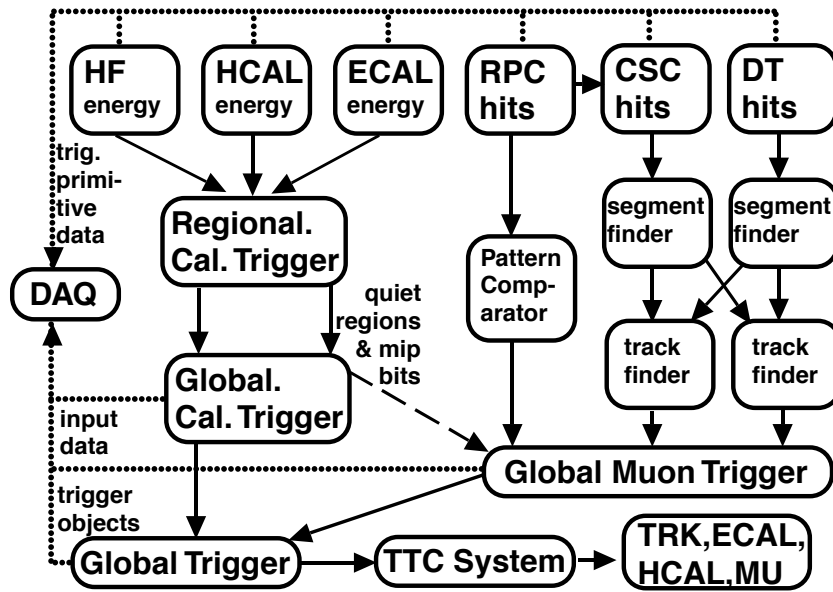 HF
energy
HCAL
energy
ECAL
energy
RPC
hits
CSC
hits
DT
hits
trig.
primi-
tive
data
Regional.
Cal. Trigger
segment
finder
segment
finder
Pattern
Comp-
arator
DAQ
quiet
regions
& mip
bits
track
finder
track
finder
Global.
Cal. Trigger
input
data
Global Muon Trigger
trigger
objects
Global Trigger
TTC System
TRK,ECAL,
HCAL,MU